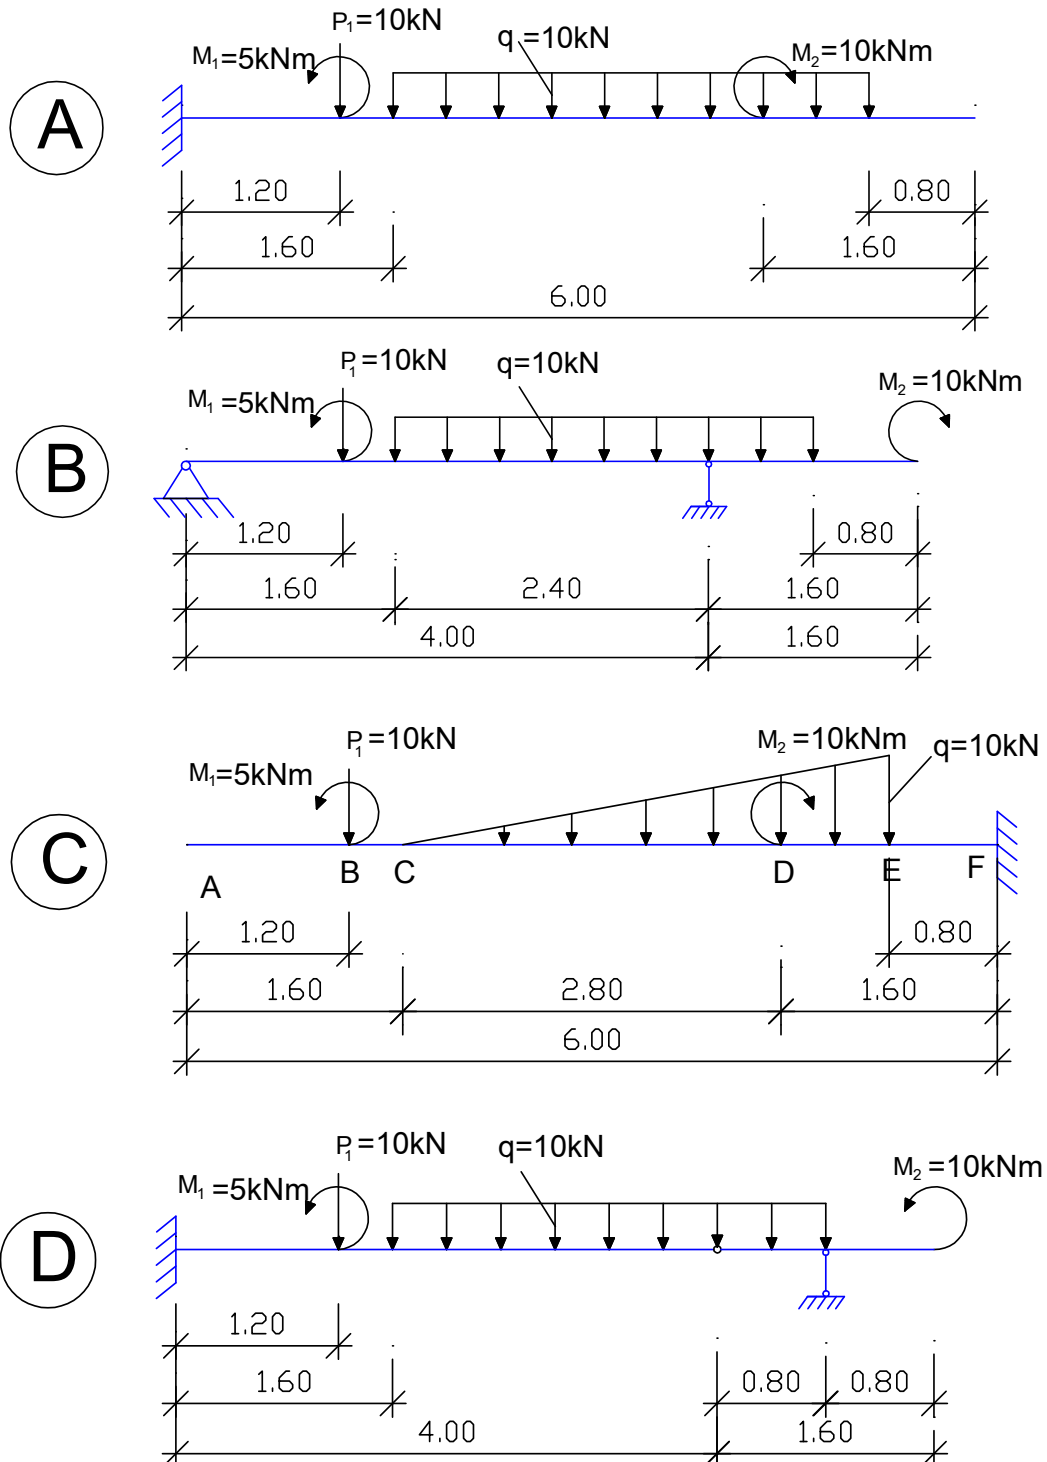 P₁=10kN
M₁=5kNm
q =10kN
M₂=10kNm
A
1.20
0.80
1.60
1.60
6.00
P₁=10kN
q=10kN
M₁ =5kNm
M₂ =10kNm
B
1.20
0.80
1.60
2.40
1.60
4.00
1.60
P₁=10kN
M₂ =10kNm
q=10kN
M₁=5kNm
C
A
B
C
D
E
F
1.20
0.80
1.60
2.80
1.60
6.00
P₁=10kN
q=10kN
M₁ =5kNm
M₂ =10kNm
D
1.20
1.60
0.80
0.80
4.00
1.60